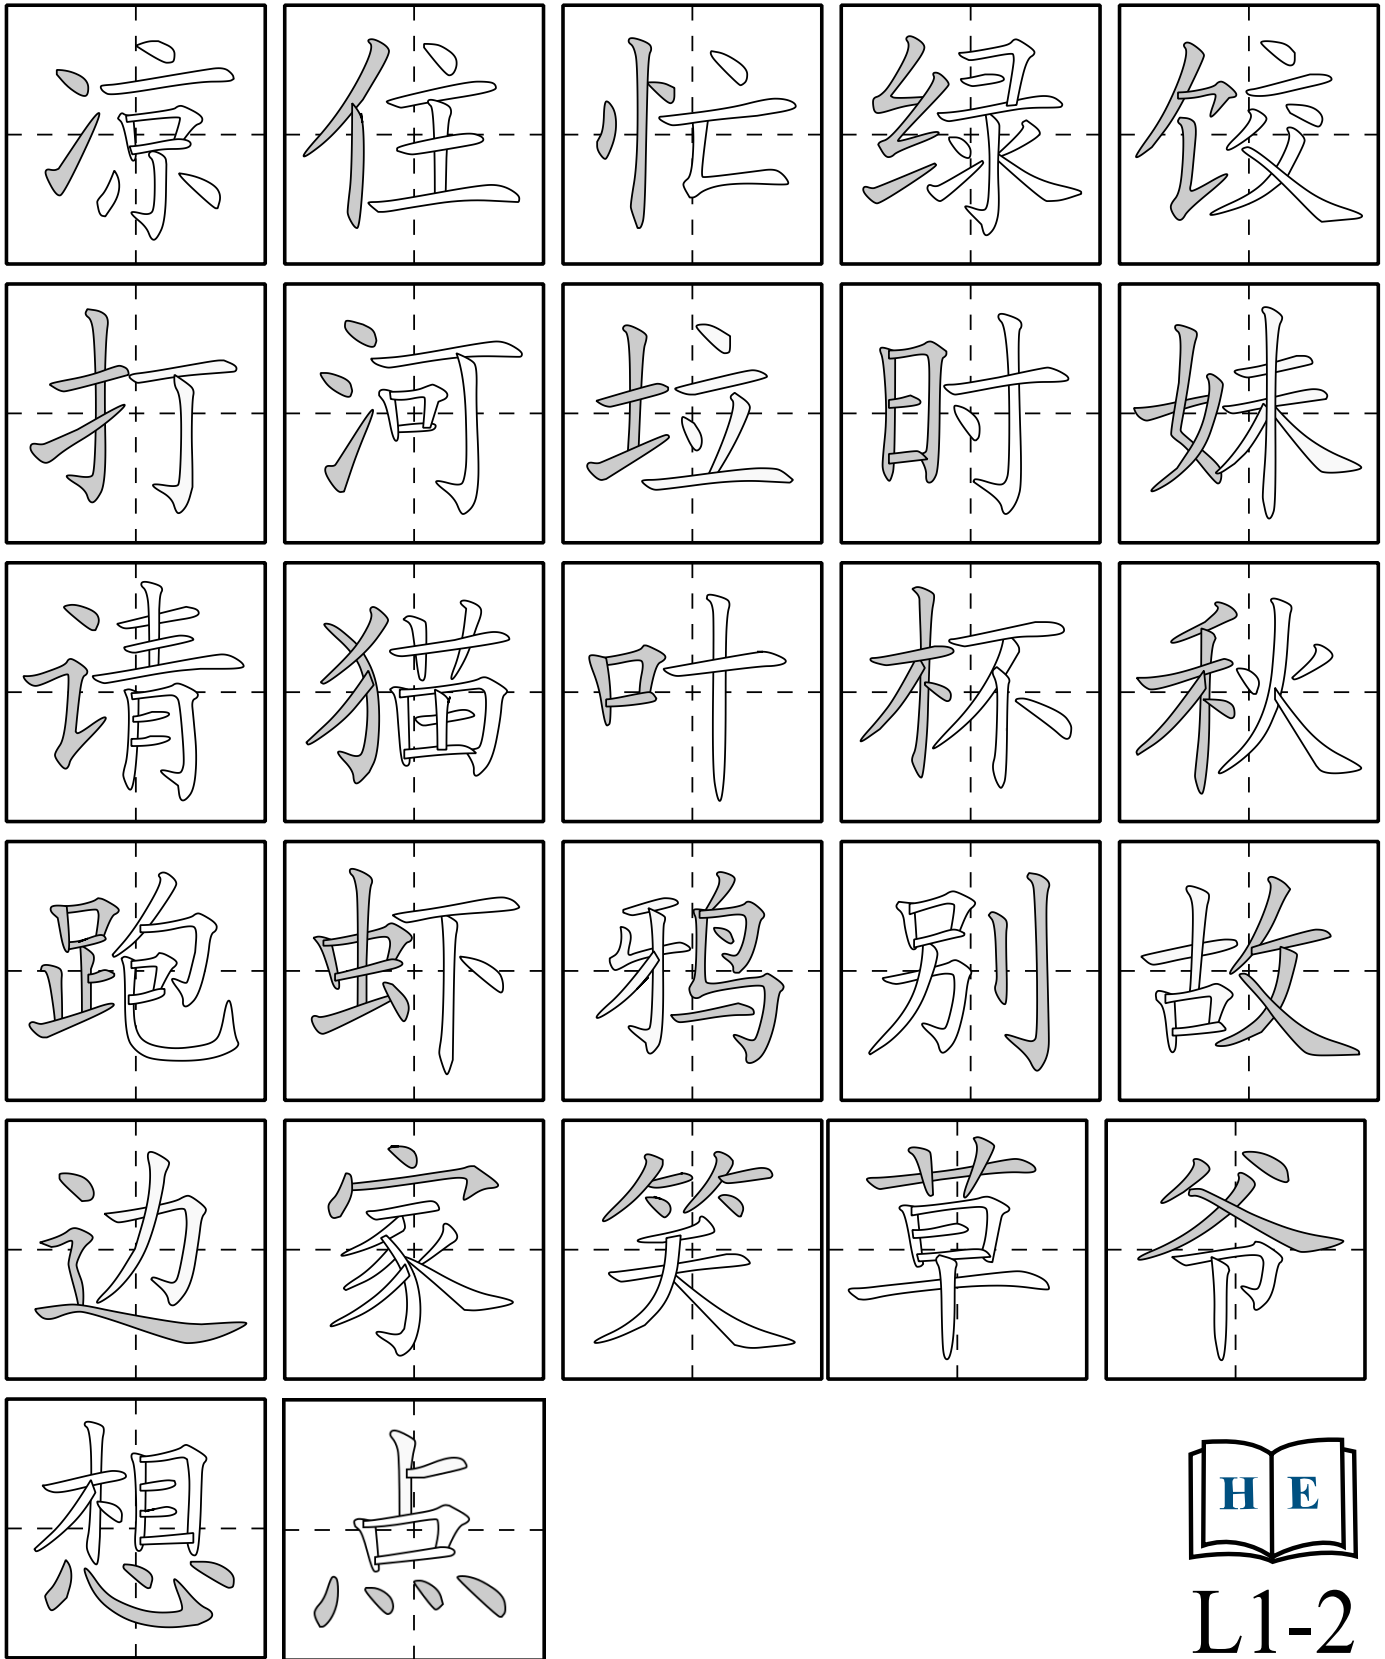 凉 住 忙 绿 饺
打 河 垃 时 妹
请 猫 叶 杯 秋
跑 虾 鸦 别 故
边 家 笑 草 爷
想 点
H E
L1-2